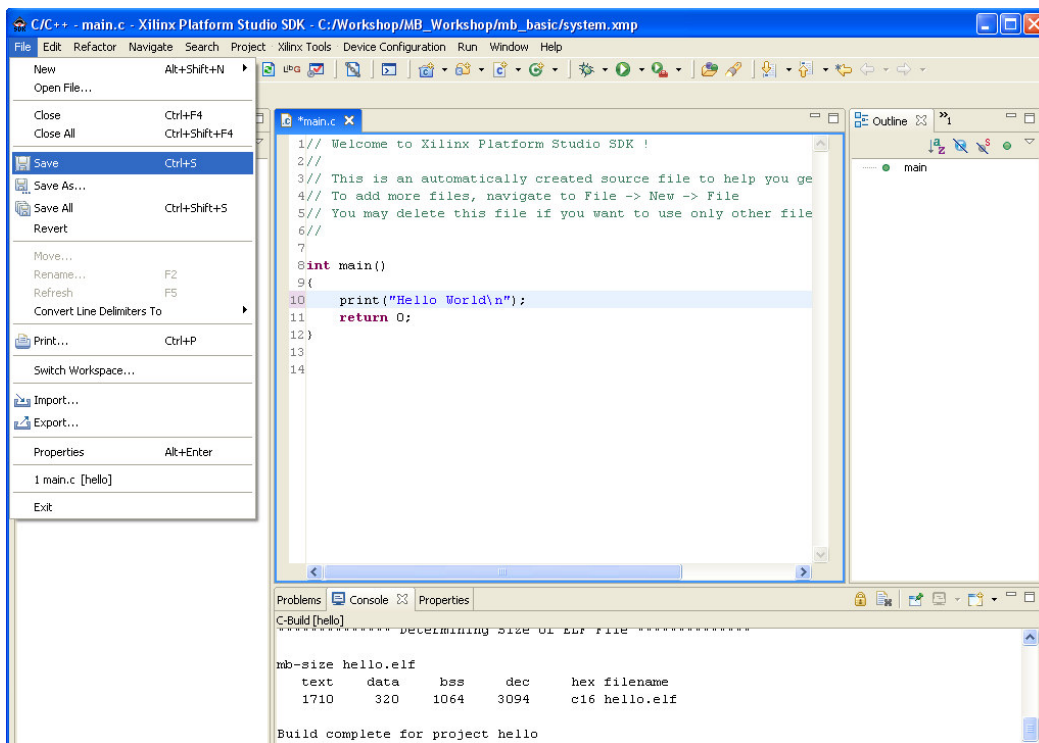 C/C++ - main.c - Xilinx Platform Studio SDK - C:/Workshop/MB_Workshop/mb_basic/system.xmp
File Edit Refactor Navigate Search Project Xilinx Tools Device Configuration Run Window Help
New Alt+Shift+N
Open File...
Close Ctrl+F4
Close All Ctrl+Shift+F4
Save Ctrl+S
Save As...
Save All Ctrl+Shift+S
Revert
Move...
Rename... F2
Refresh F5
Convert Line Delimiters To
Print... Ctrl+P
Switch Workspace...
Import...
Export...
Properties Alt+Enter
1 main.c [hello]
Exit
*main.c
1// Welcome to Xilinx Platform Studio SDK !
2//
3// This is an automatically created source file to help you ge
4// To add more files, navigate to File -> New -> File
5// You may delete this file if you want to use only other file
6//
7
8int main()
9{
10 print("Hello World\n");
11 return 0;
12}
13
14
Outline
main
Problems Console Properties
C-Build [hello]
Determining Size of ELF File
mb-size hello.elf
text data bss dec hex filename
1710 320 1064 3094 c16 hello.elf
Build complete for project hello